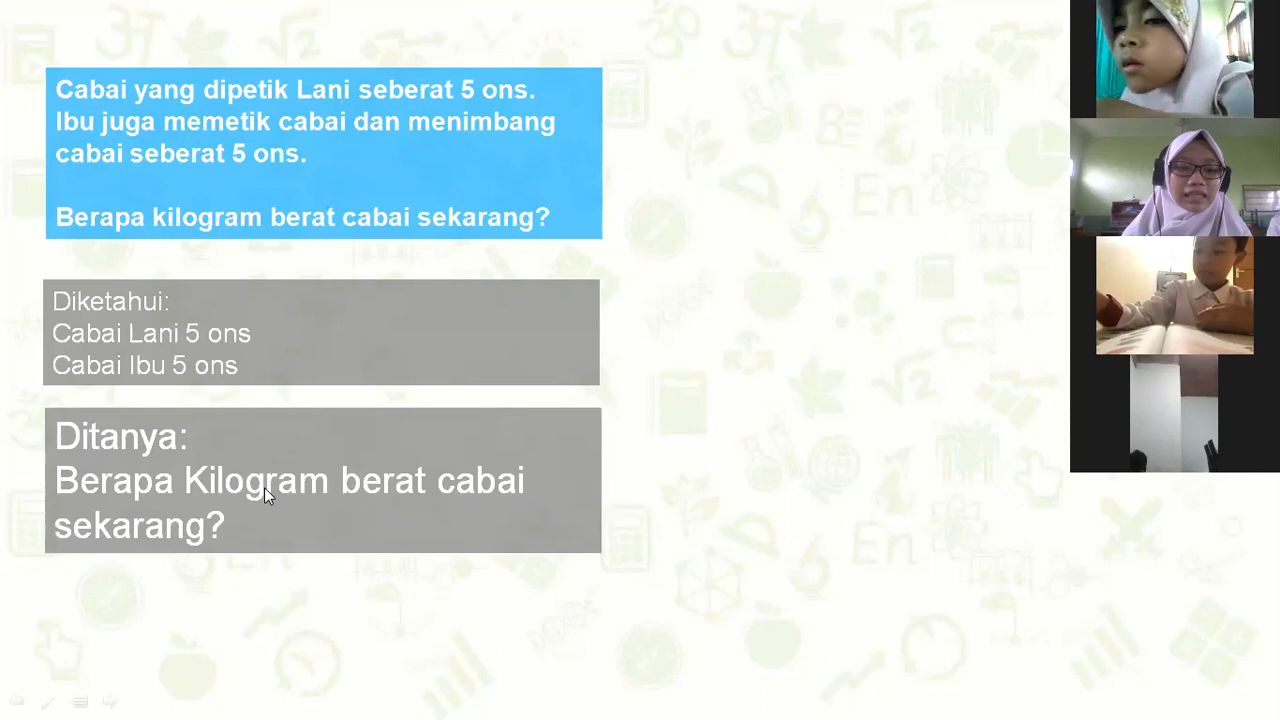 Cabai yang dipetik Lani seberat 5 ons.
Ibu juga memetik cabai dan menimbang
cabai seberat 5 ons.
Berapa kilogram berat cabai sekarang?
Diketahui:
Cabai Lani 5 ons
Cabai Ibu 5 ons
Ditanya:
Berapa Kilogram berat cabai
sekarang?